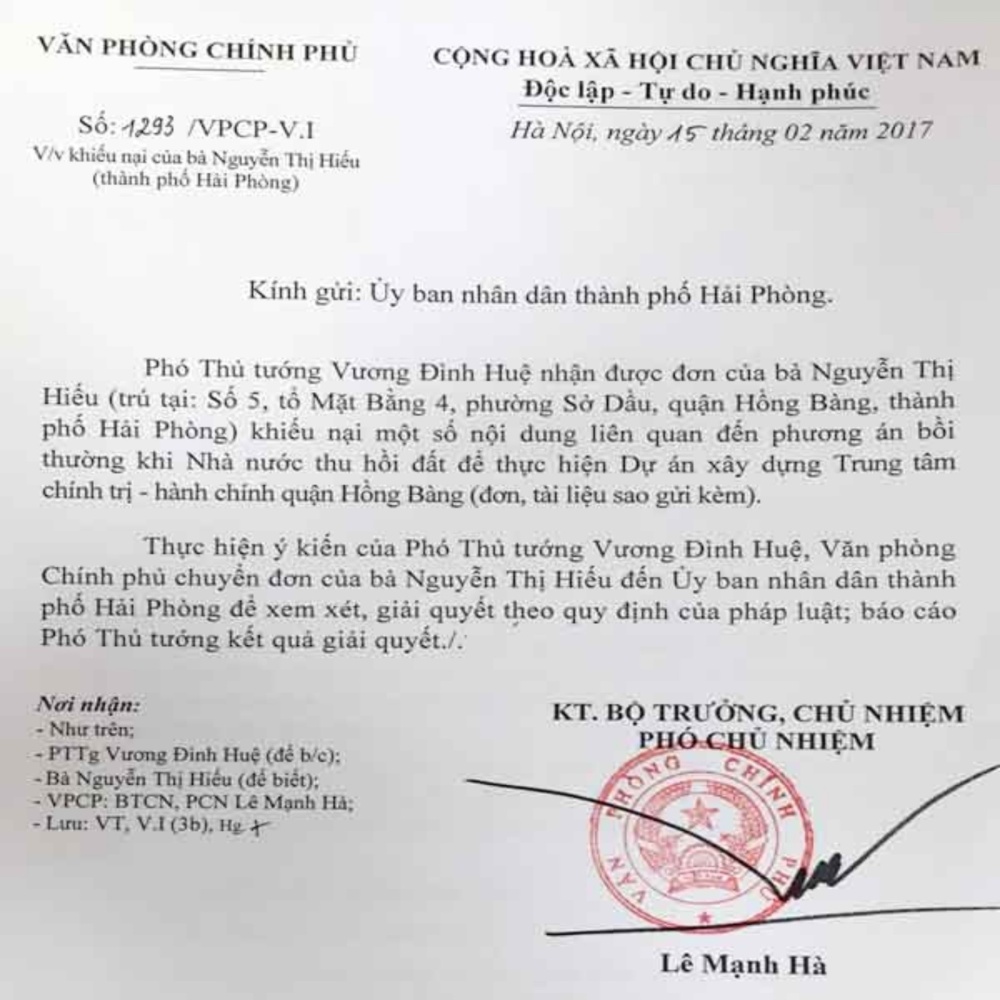 VĂN PHÒNG CHÍNH PHỦ
CỘNG HOÀ XÃ HỘI CHỦ NGHĨA VIỆT NAM
Độc lập - Tự do - Hạnh phúc
Số: 1293 /VPCP-V.I
V/v khiếu nại của bà Nguyễn Thị Hiếu
(thành phố Hải Phòng)
Hà Nội, ngày 15 tháng 02 năm 2017
Kính gửi: Ủy ban nhân dân thành phố Hải Phòng.
Phó Thủ tướng Vương Đình Huệ nhận được đơn của bà Nguyễn Thị
Hiếu (trú tại: Số 5, tổ Mặt Bằng 4, phường Sở Dầu, quận Hồng Bàng, thành
phố Hải Phòng) khiếu nại một số nội dung liên quan đến phương án bồi
thường khi Nhà nước thu hồi đất để thực hiện Dự án xây dựng Trung tâm
chính trị - hành chính quận Hồng Bàng (đơn, tài liệu sao gửi kèm).
Thực hiện ý kiến của Phó Thủ tướng Vương Đình Huệ, Văn phòng
Chính phủ chuyển đơn của bà Nguyễn Thị Hiếu đến Ủy ban nhân dân thành
phố Hải Phòng để xem xét, giải quyết theo quy định của pháp luật; báo cáo
Phó Thủ tướng kết quả giải quyết./.
Nơi nhận:
- Như trên;
- PTTg Vương Đình Huệ (để b/c);
- Bà Nguyễn Thị Hiếu (để biết);
- VPCP: BTCN, PCN Lê Mạnh Hà;
- Lưu: VT, V.I (3b), Hg
KT. BỘ TRƯỞNG, CHỦ NHIỆM
PHÓ CHỦ NHIỆM
VĂN PHÒNG CHÍNH PHỦ
Lê Mạnh Hà